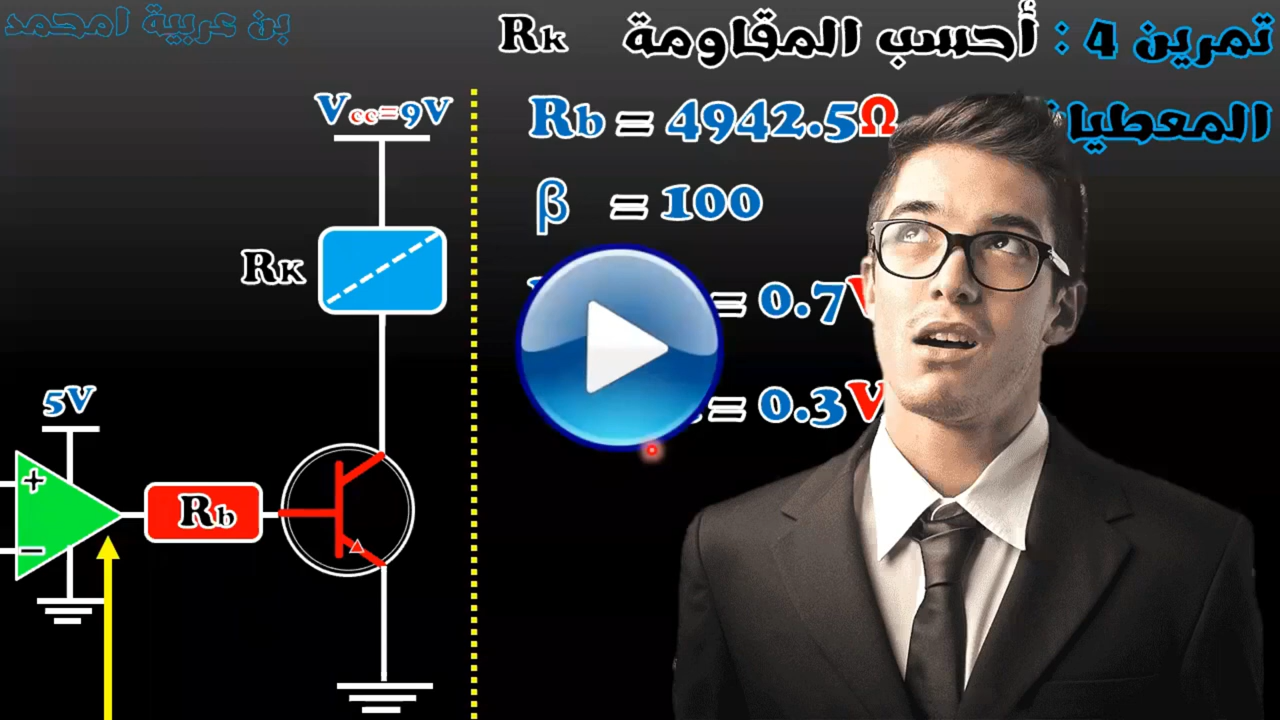 بن عربية امحمد
تمرين 4 : أحسب المقاومة Rk
Vcc=9V
Rb = 4942.5Ω
β = 100
RK
= 0.7V
= 0.3V
5V
+
Rb
−